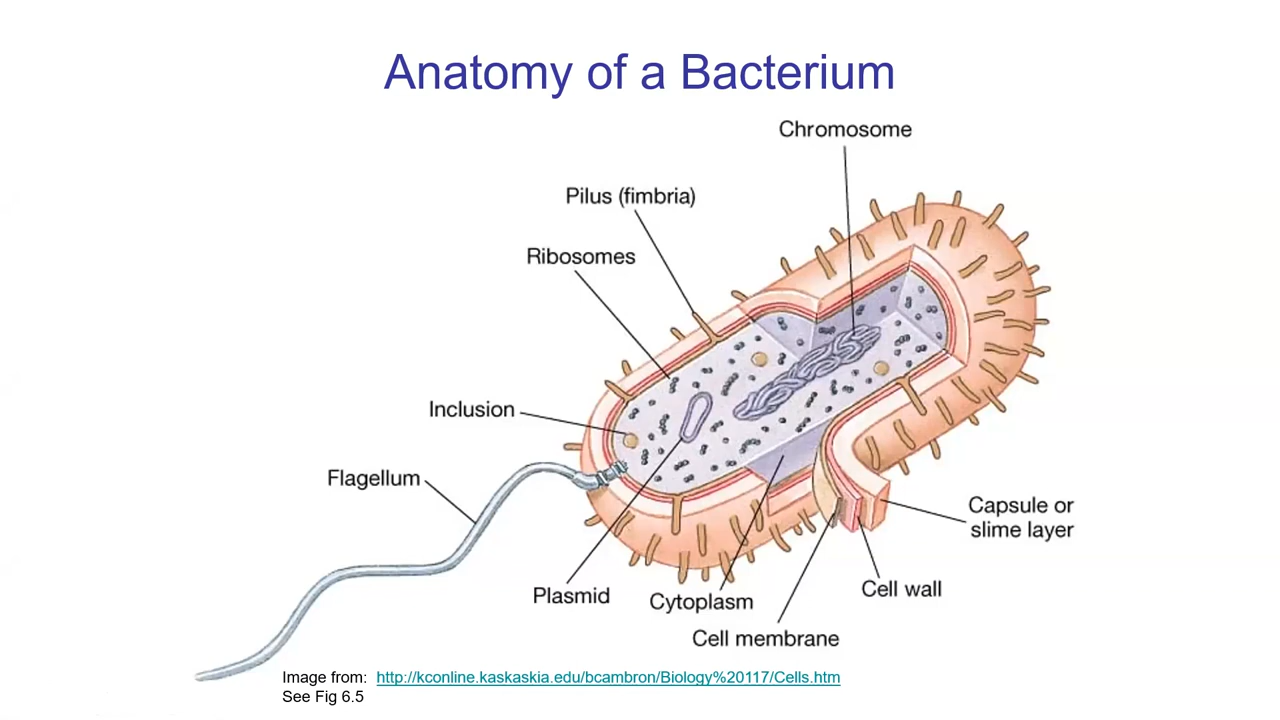 Anatomy of a Bacterium
Chromosome
Pilus (fimbria)
Ribosomes
Inclusion
Flagellum
Capsule or
slime layer
Cell wall
Plasmid
Cytoplasm
Cell membrane
Image from: http://kconline.kaskaskia.edu/bcambron/Biology%20117/Cells.htm
See Fig 6.5